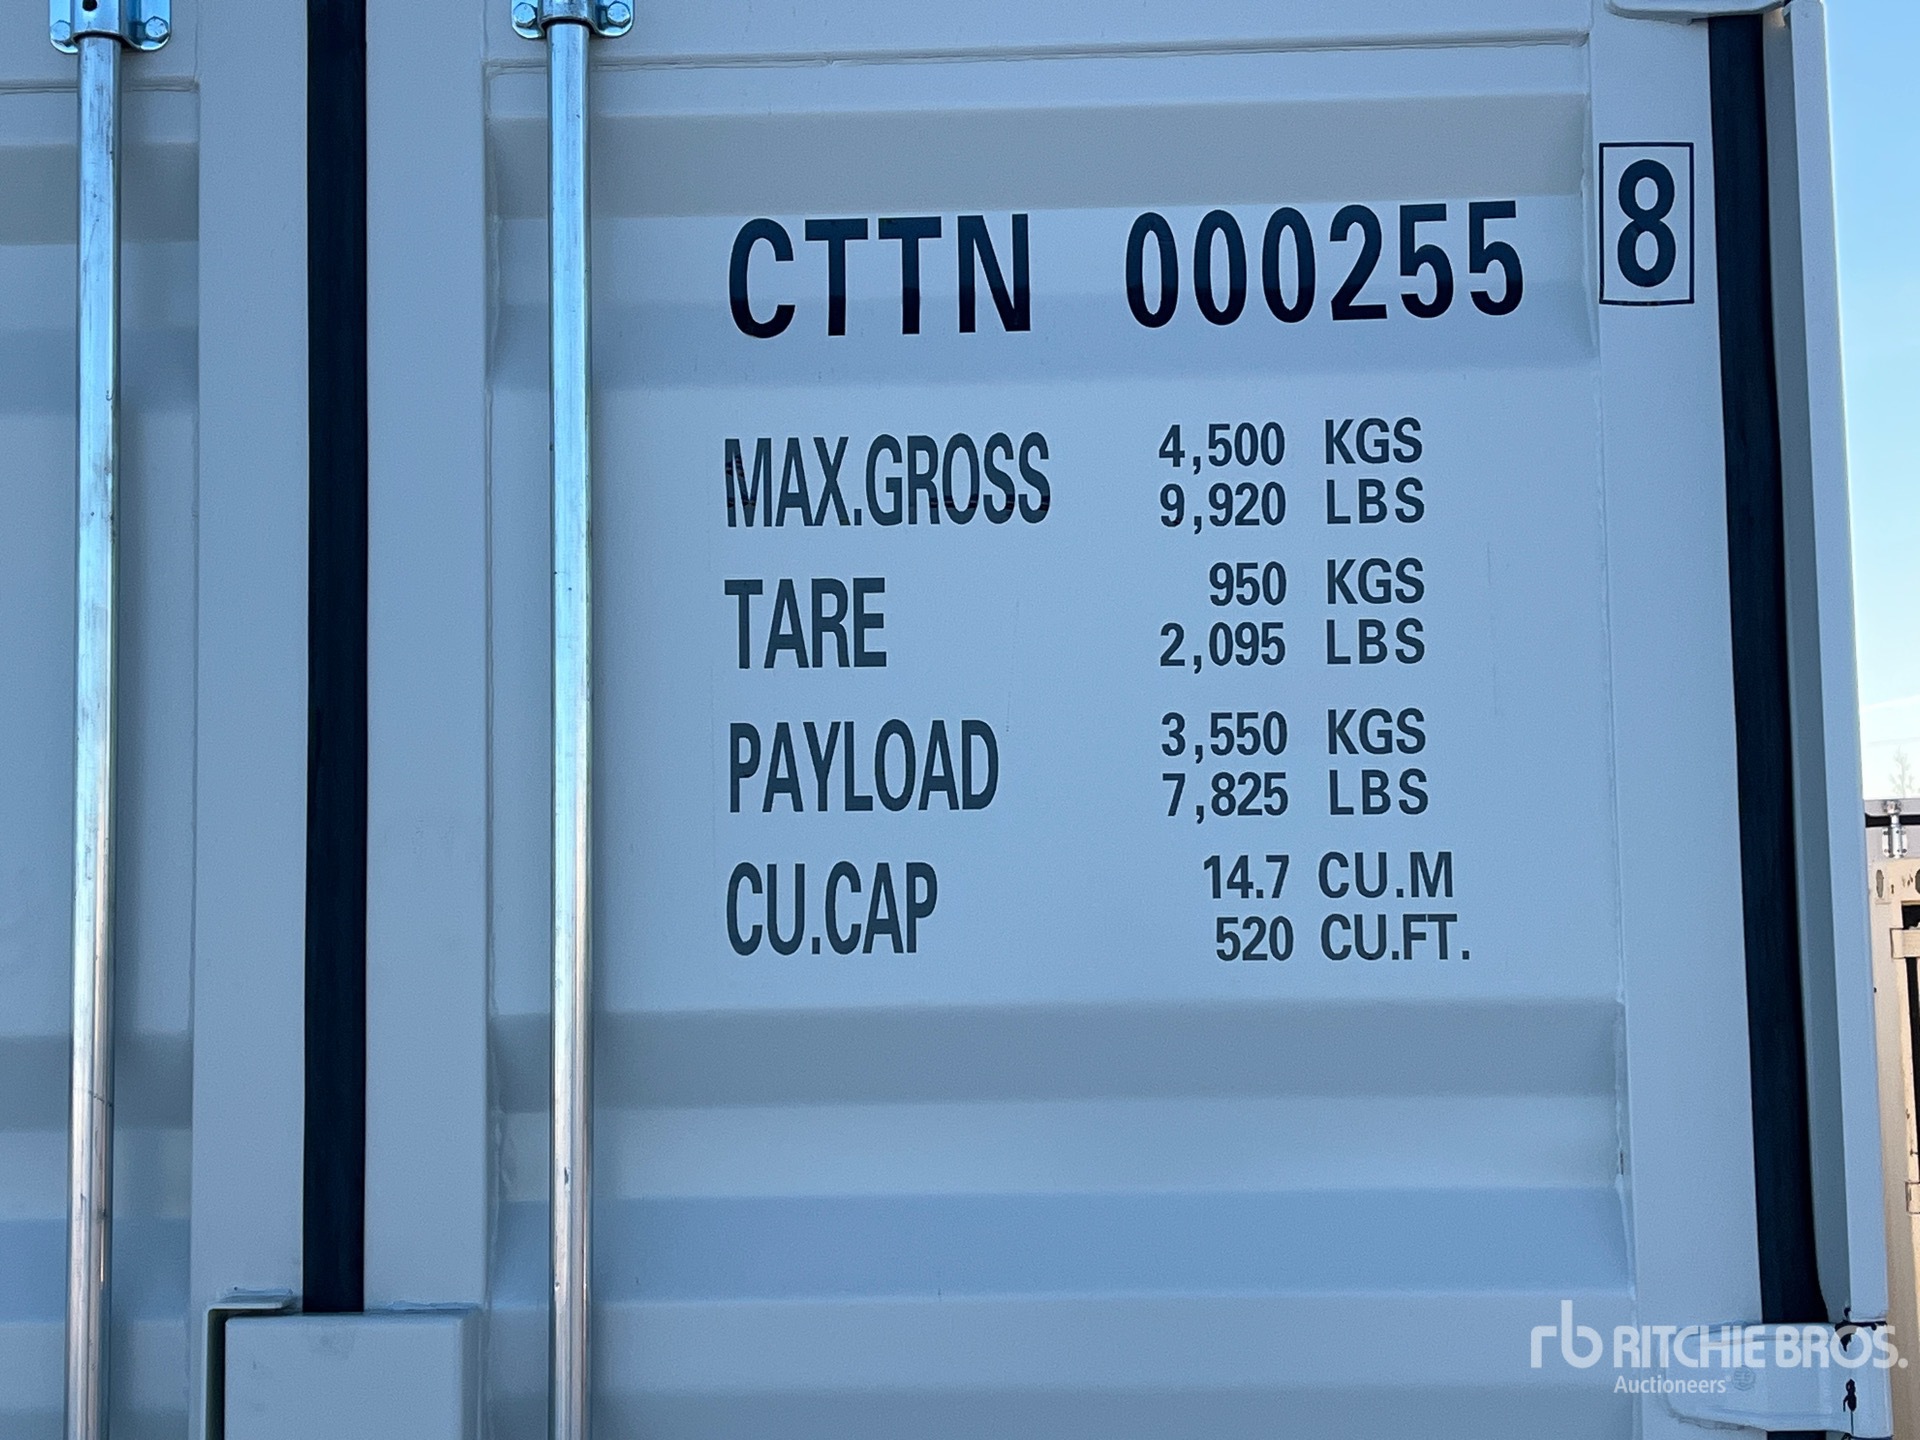 CTTN 000255 8
MAX.GROSS 4,500 KGS
9,920 LBS
TARE 950 KGS
2,095 LBS
PAYLOAD 3,550 KGS
7,825 LBS
CU.CAP 14.7 CU.M
520 CU.FT.
rb RITCHIE BROS.
Auctioneers